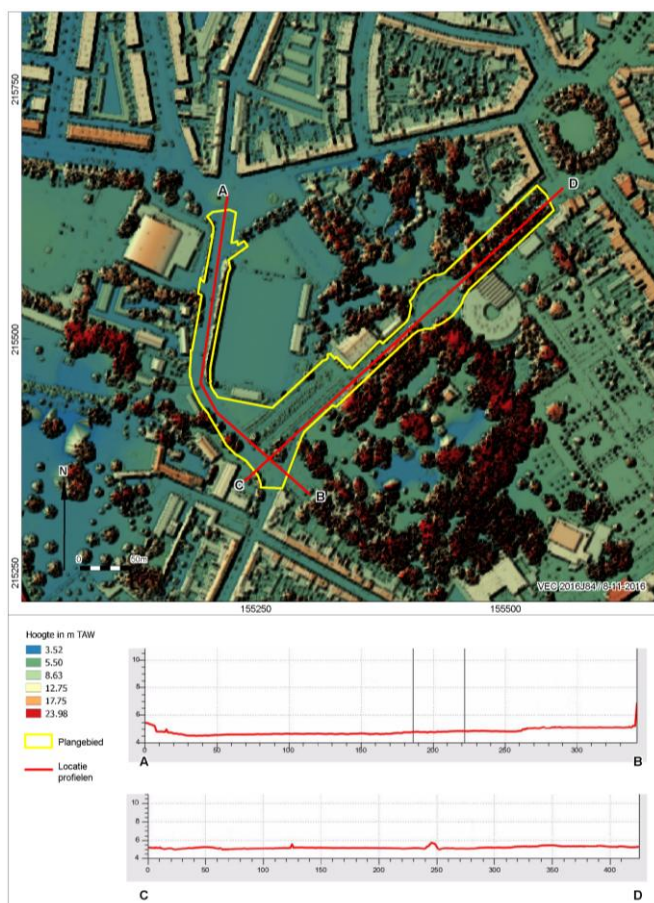 215750
215500
215250
A
D
C
B
N
0
50m
VEC 2016J84 / 8-11-2016
155250
155500
Hoogte in m TAW
3.52
5.50
8.63
12.75
17.75
23.98
Plangebied
Locatie
profielen
10
8
6
4
0 50 100 150 200 250 300
A B
10
8
6
4
0 50 100 150 200 250 300 350 400
C D